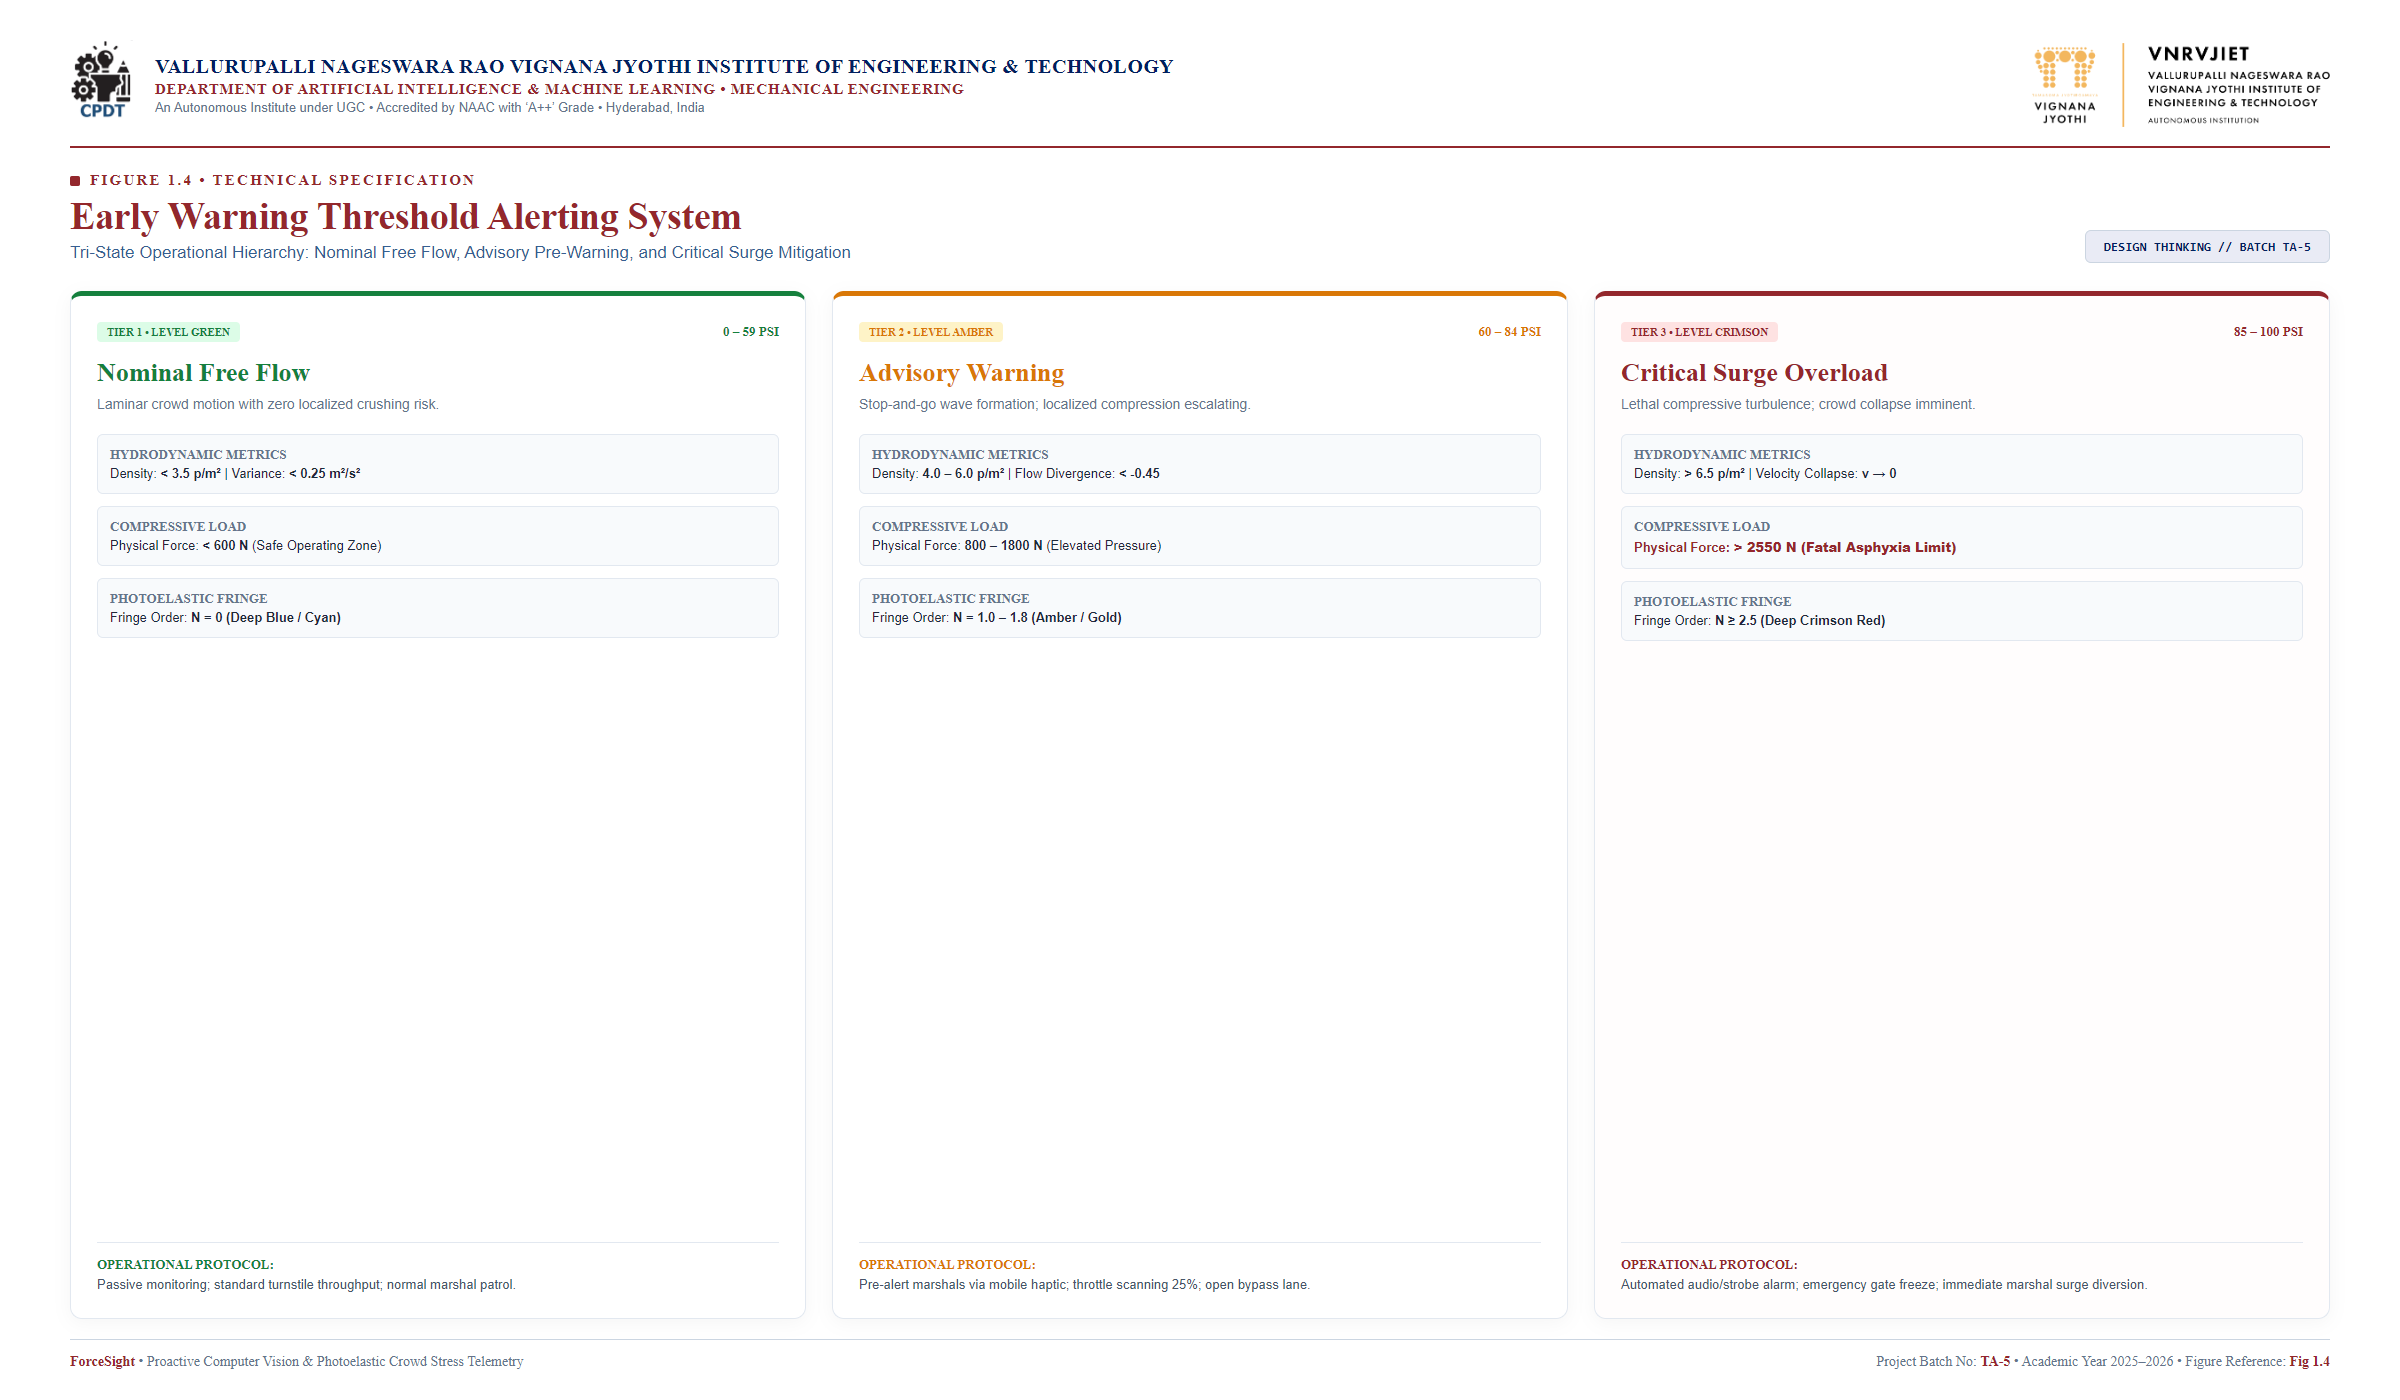 CPDT
VALLURUPALLI NAGESWARA RAO VIGNANA JYOTHI INSTITUTE OF ENGINEERING & TECHNOLOGY
DEPARTMENT OF ARTIFICIAL INTELLIGENCE & MACHINE LEARNING • MECHANICAL ENGINEERING
An Autonomous Institute under UGC • Accredited by NAAC with ‘A++’ Grade • Hyderabad, India
VIGNANA
JYOTHI
VNRVJIET
VALLURUPALLI NAGESWARA RAO
VIGNANA JYOTHI INSTITUTE OF
ENGINEERING & TECHNOLOGY
AUTONOMOUS INSTITUTION
FIGURE 1.4 • TECHNICAL SPECIFICATION
Early Warning Threshold Alerting System
Tri-State Operational Hierarchy: Nominal Free Flow, Advisory Pre-Warning, and Critical Surge Mitigation
DESIGN THINKING // BATCH TA-5
TIER 1 • LEVEL GREEN
0 – 59 PSI
Nominal Free Flow
Laminar crowd motion with zero localized crushing risk.
HYDRODYNAMIC METRICS
Density: < 3.5 p/m² | Variance: < 0.25 m²/s²
COMPRESSIVE LOAD
Physical Force: < 600 N (Safe Operating Zone)
PHOTOELASTIC FRINGE
Fringe Order: N = 0 (Deep Blue / Cyan)
OPERATIONAL PROTOCOL:
Passive monitoring; standard turnstile throughput; normal marshal patrol.
TIER 2 • LEVEL AMBER
60 – 84 PSI
Advisory Warning
Stop-and-go wave formation; localized compression escalating.
HYDRODYNAMIC METRICS
Density: 4.0 – 6.0 p/m² | Flow Divergence: < -0.45
COMPRESSIVE LOAD
Physical Force: 800 – 1800 N (Elevated Pressure)
PHOTOELASTIC FRINGE
Fringe Order: N = 1.0 – 1.8 (Amber / Gold)
OPERATIONAL PROTOCOL:
Pre-alert marshals via mobile haptic; throttle scanning 25%; open bypass lane.
TIER 3 • LEVEL CRIMSON
85 – 100 PSI
Critical Surge Overload
Lethal compressive turbulence; crowd collapse imminent.
HYDRODYNAMIC METRICS
Density: > 6.5 p/m² | Velocity Collapse: v → 0
COMPRESSIVE LOAD
Physical Force: > 2550 N (Fatal Asphyxia Limit)
PHOTOELASTIC FRINGE
Fringe Order: N ≥ 2.5 (Deep Crimson Red)
OPERATIONAL PROTOCOL:
Automated audio/strobe alarm; emergency gate freeze; immediate marshal surge diversion.
ForceSight • Proactive Computer Vision & Photoelastic Crowd Stress Telemetry
Project Batch No: TA-5 • Academic Year 2025–2026 • Figure Reference: Fig 1.4